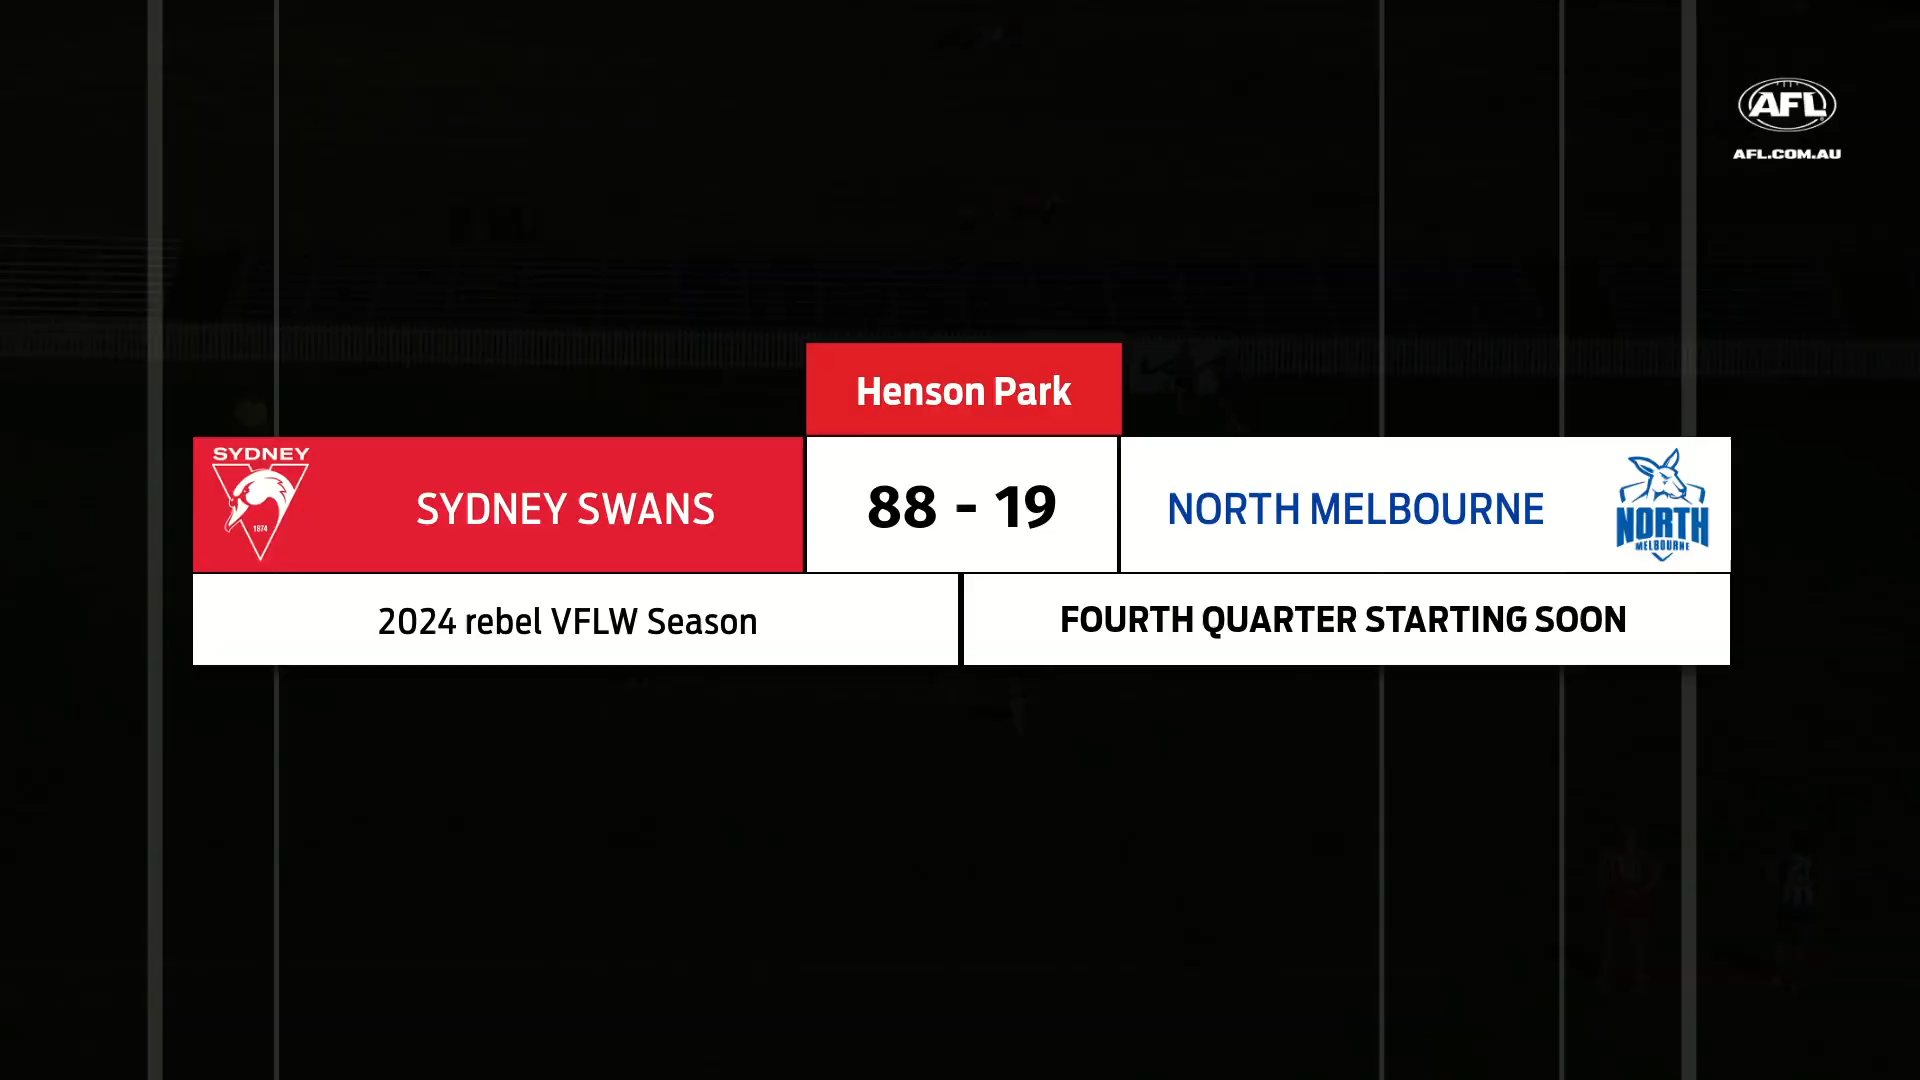 AFL
AFL.COM.AU
Henson Park
SYDNEY
1874
SYDNEY SWANS
88 - 19
NORTH MELBOURNE
NORTH
MELBOURNE
2024 rebel VFLW Season
FOURTH QUARTER STARTING SOON